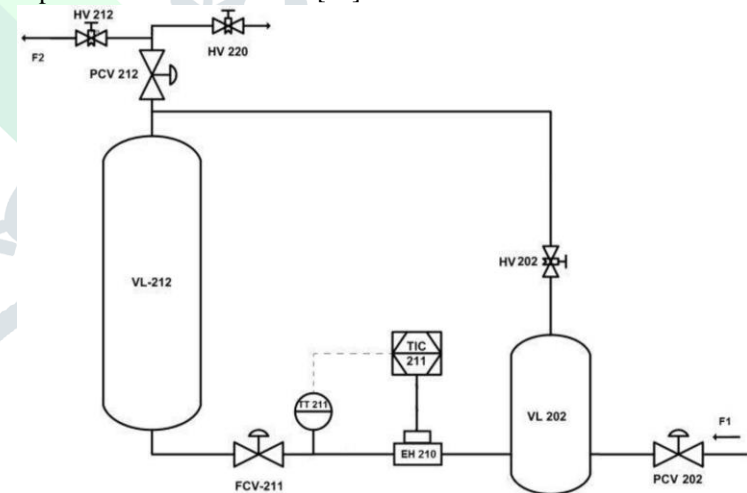 HV 212
F2
HV 220
PCV 212
HV 202
VL-212
TIC
211
TT 211
VL 202
F1
EH 210
PCV 202
FCV-211